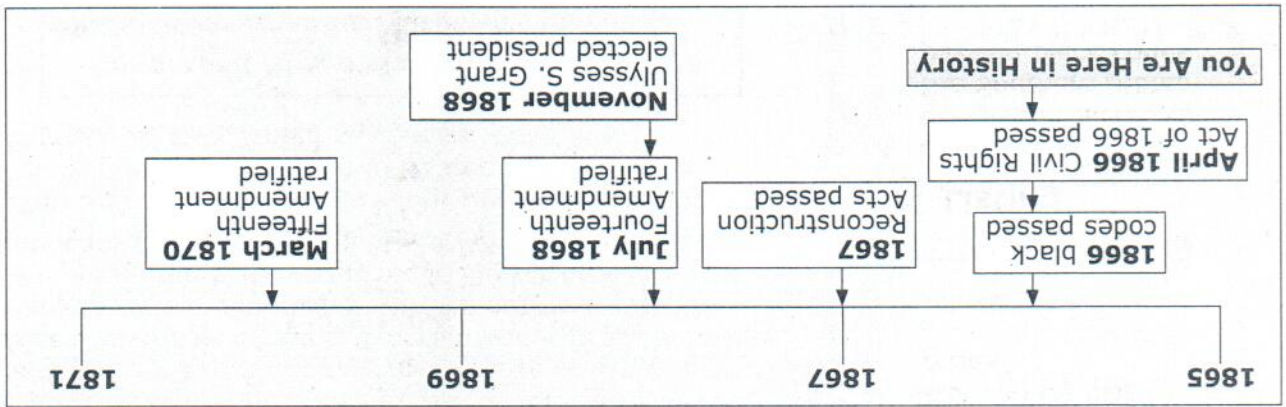 1865 1867 1869 1871
1866 black
codes passed
April 1866 Civil Rights
Act of 1866 passed
You Are Here in History
1867
Reconstruction
Acts passed
July 1868
Fourteenth
Amendment
ratified
November 1868
Ulysses S. Grant
elected president
March 1870
Fifteenth
Amendment
ratified